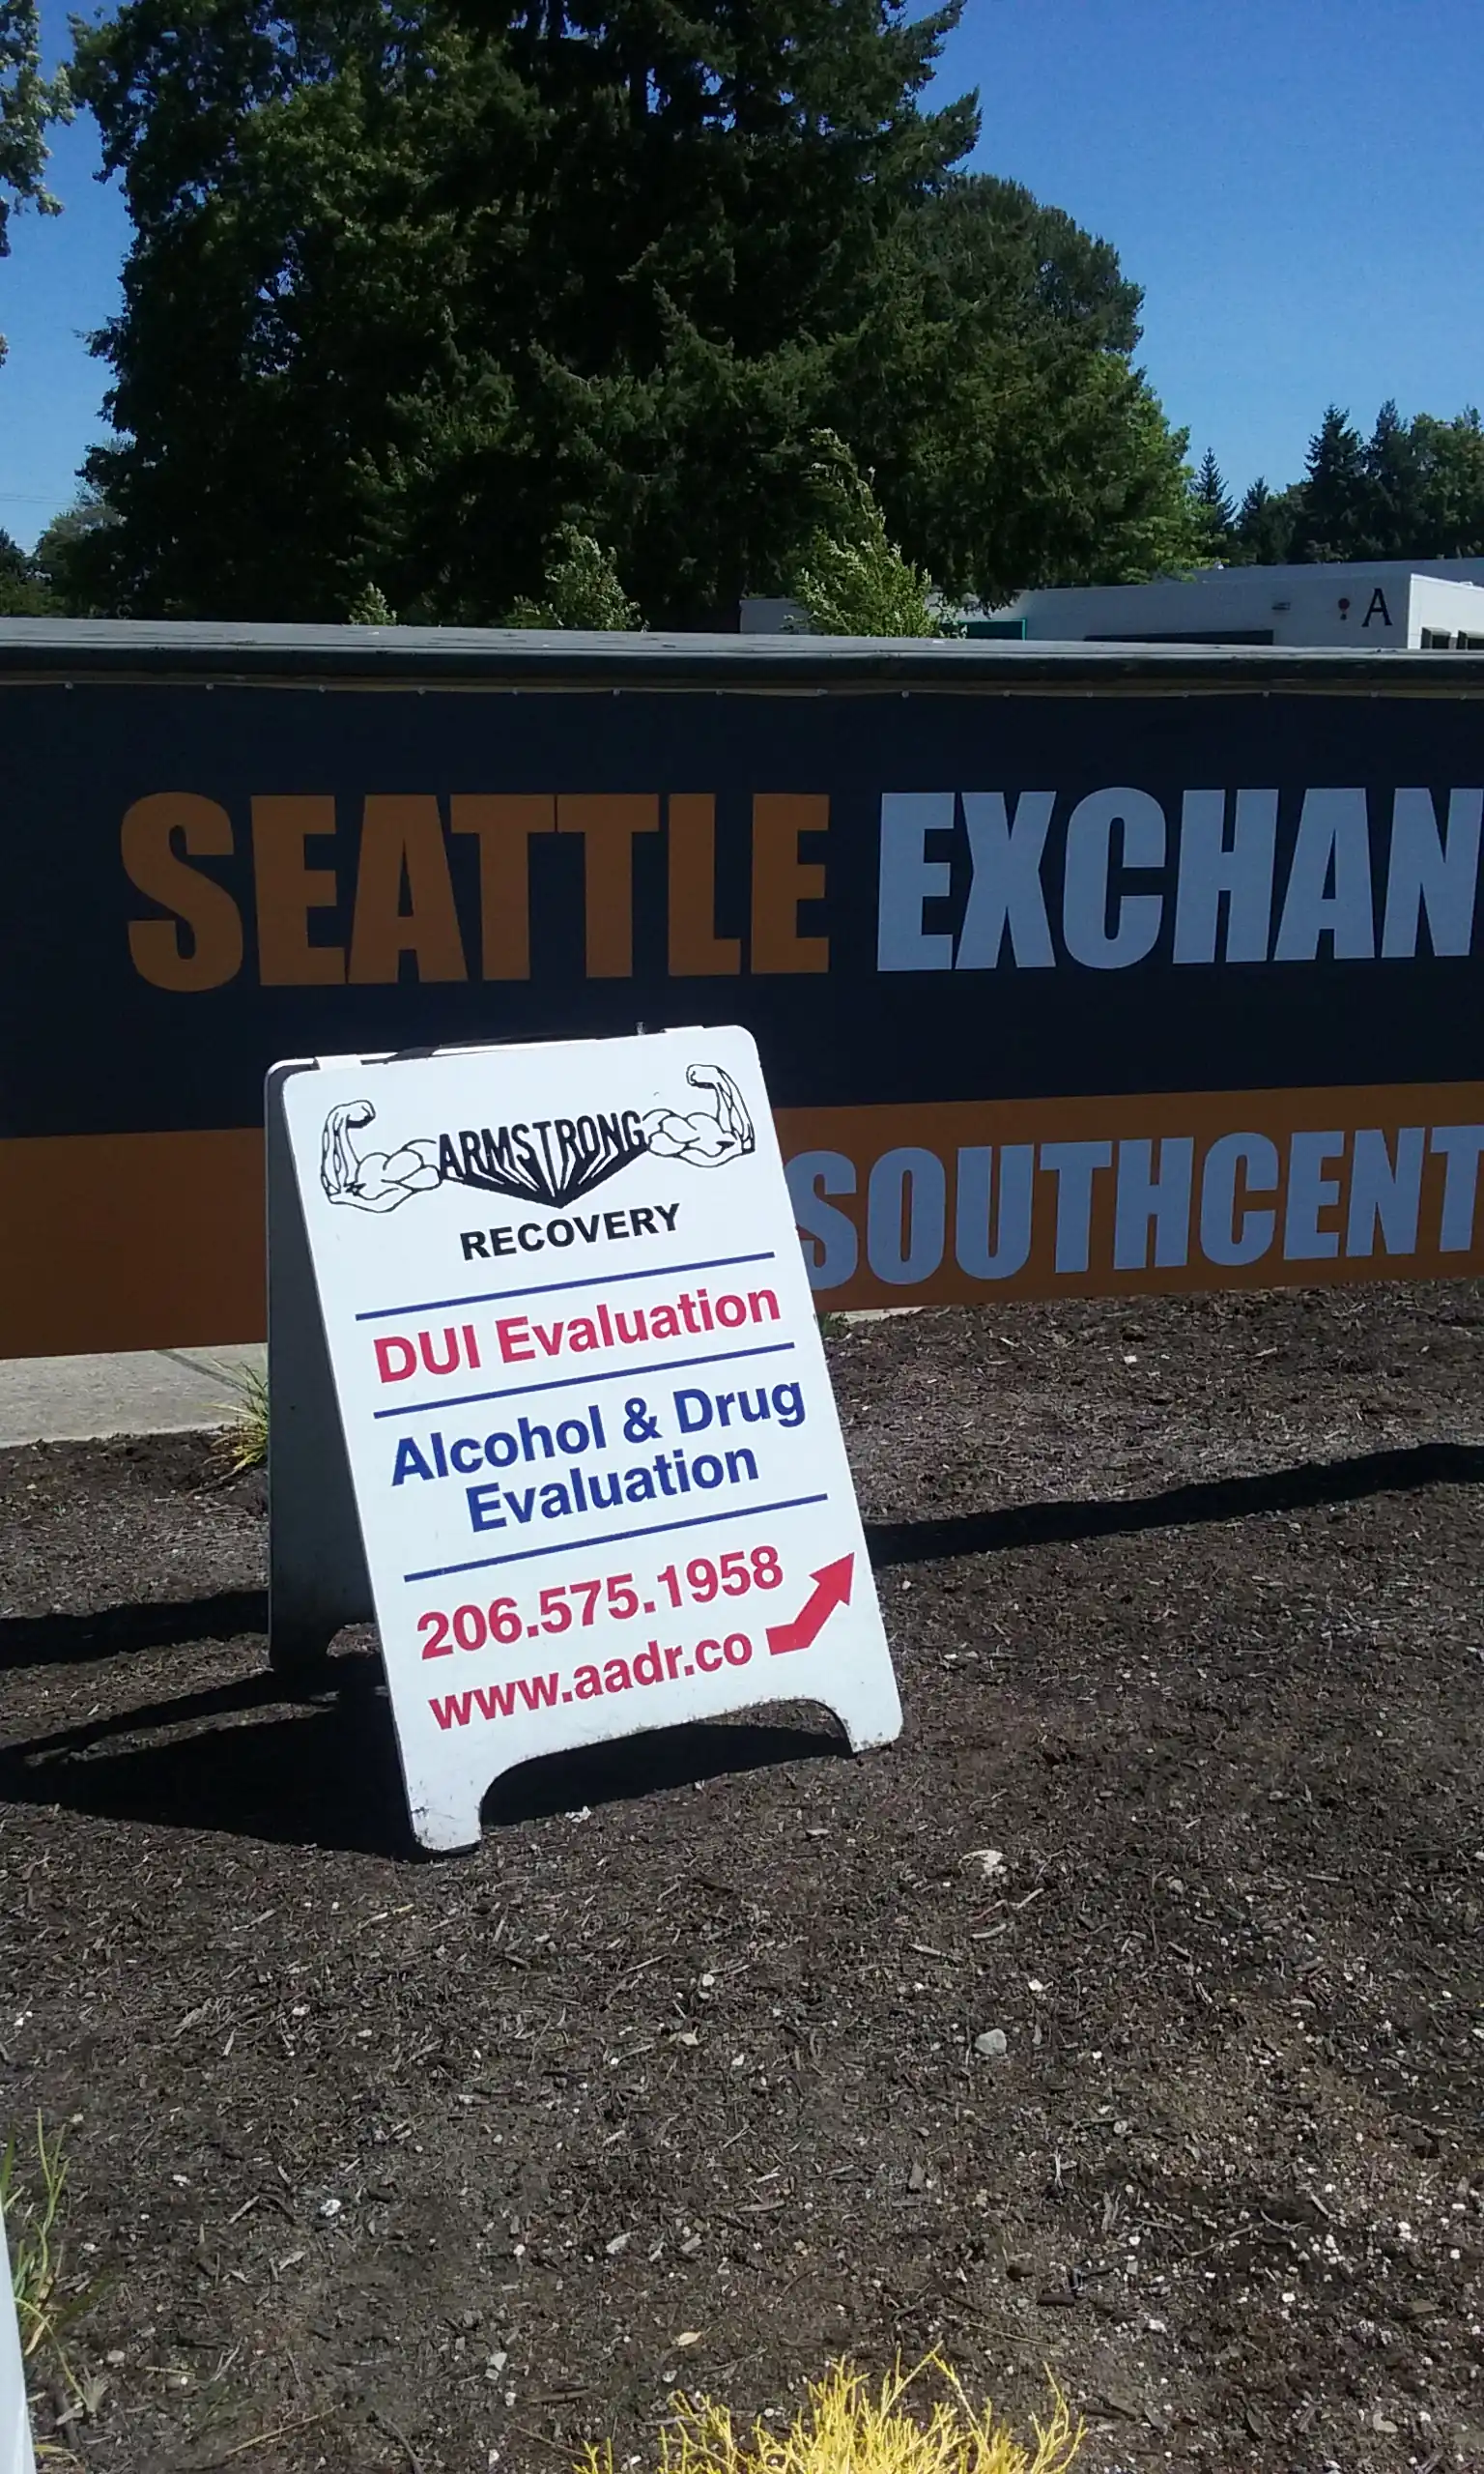 A
SEATTLE EXCHAN
SOUTHCENT
ARMSTRONG
RECOVERY
DUI Evaluation
Alcohol & Drug
Evaluation
206.575.1958
www.aadr.co